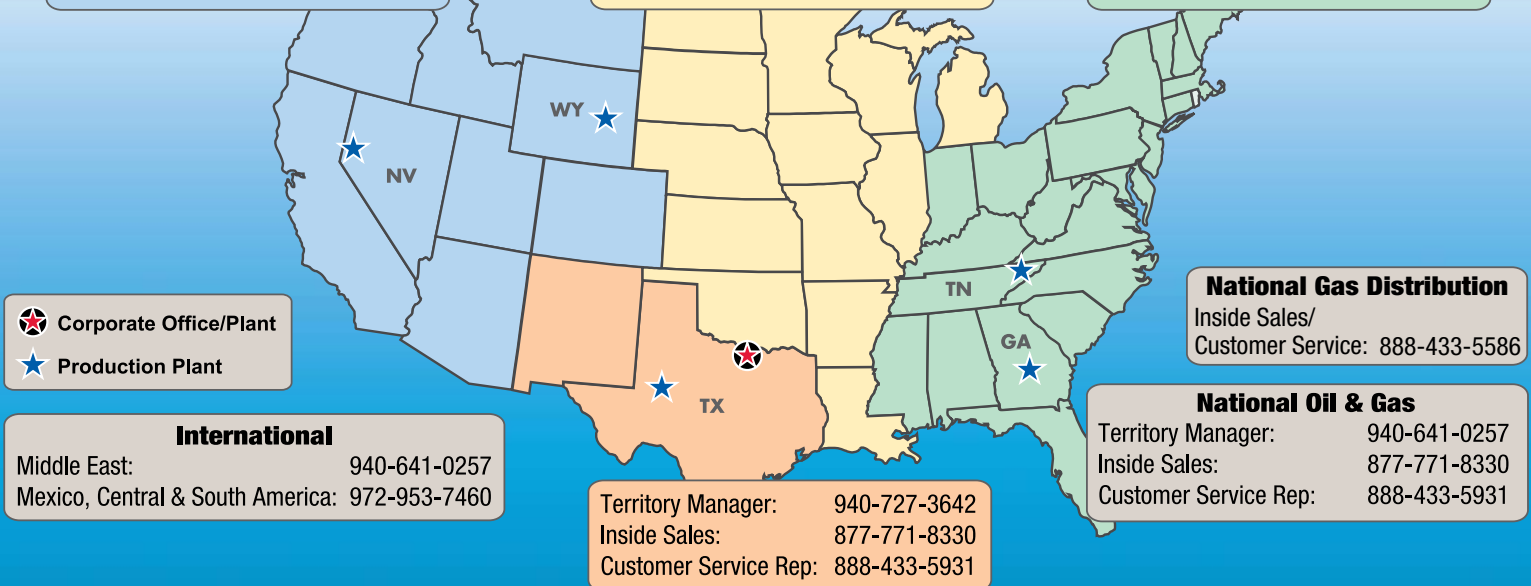 WY
NV
TN
GA
TX
Corporate Office/Plant
Production Plant
International
Middle East: 940-641-0257
Mexico, Central & South America: 972-953-7460
Territory Manager: 940-727-3642
Inside Sales: 877-771-8330
Customer Service Rep: 888-433-5931
National Gas Distribution
Inside Sales/
Customer Service: 888-433-5586
National Oil & Gas
Territory Manager: 940-641-0257
Inside Sales: 877-771-8330
Customer Service Rep: 888-433-5931